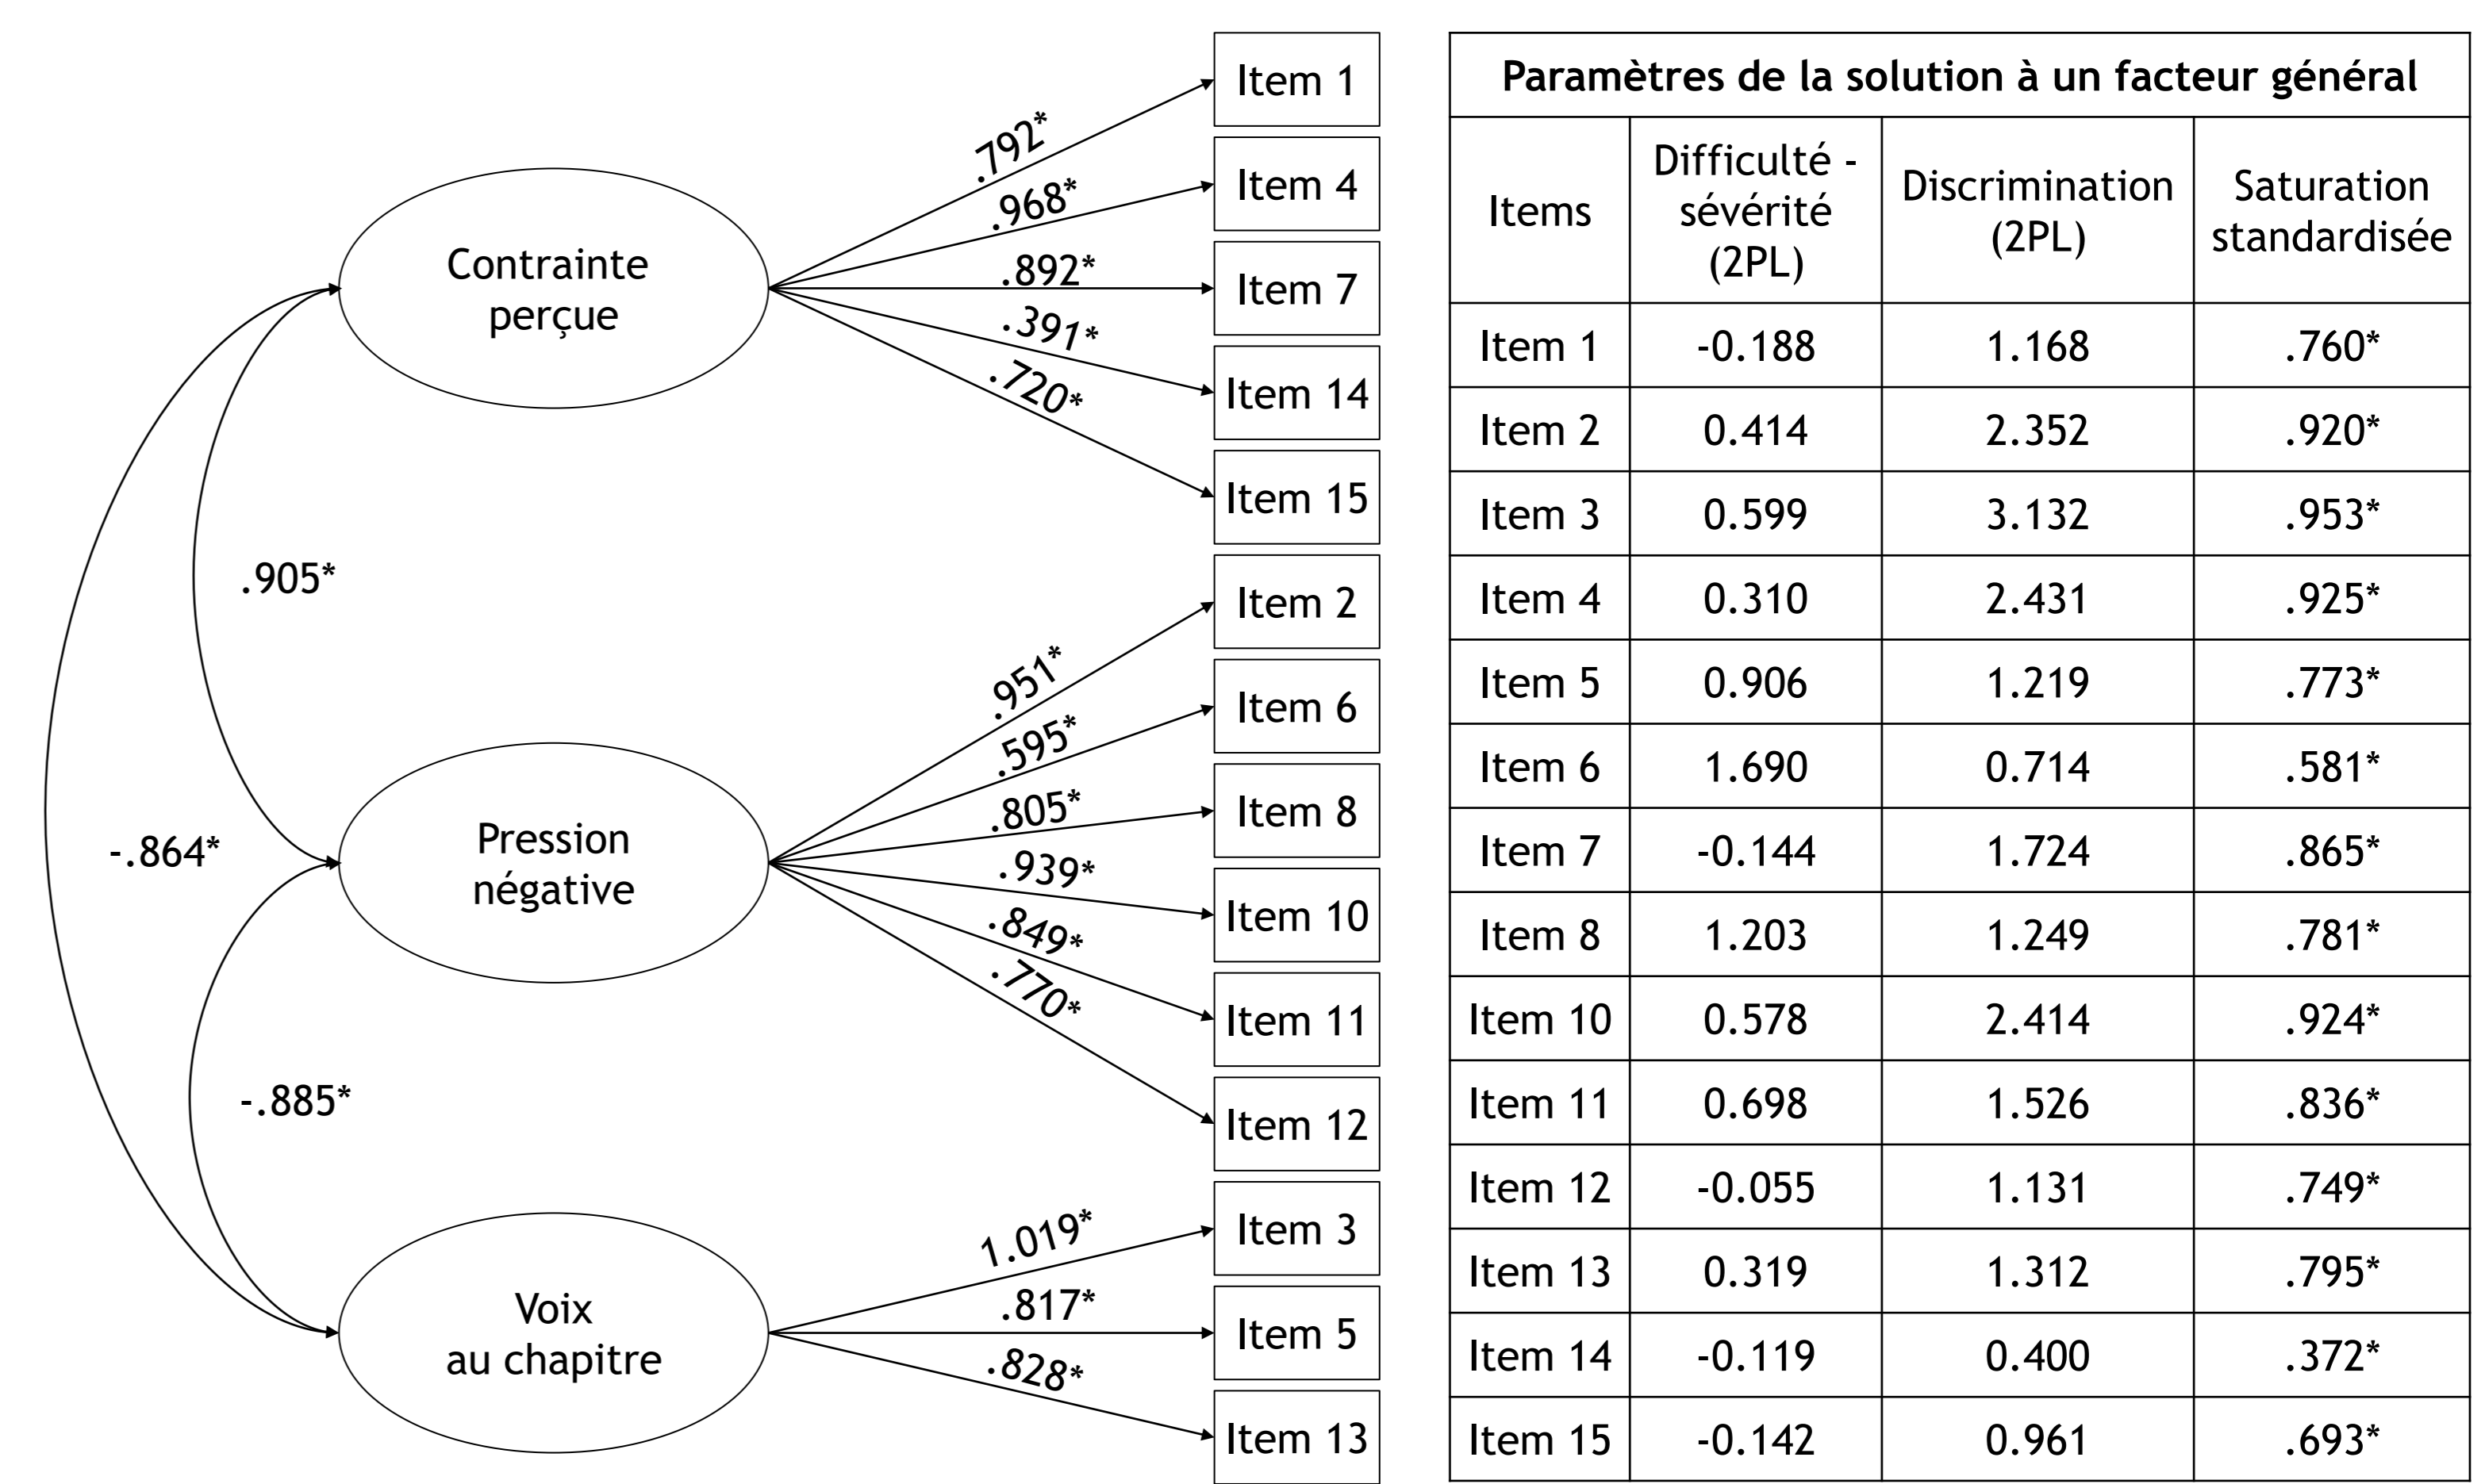 Contrainte
perçue
Pression
négative
Voix
au chapitre
.905*
-.864*
-.885*
.792*
.968*
.892*
.391*
.720*
.951*
.595*
.805*
.939*
.849*
.770*
1.019*
.817*
.828*
Item 1
Item 4
Item 7
Item 14
Item 15
Item 2
Item 6
Item 8
Item 10
Item 11
Item 12
Item 3
Item 5
Item 13
Paramètres de la solution à un facteur général
Items
Difficulté -
sévérité
(2PL)
Discrimination
(2PL)
Saturation
standardisée
Item 1 -0.188 1.168 .760*
Item 2 0.414 2.352 .920*
Item 3 0.599 3.132 .953*
Item 4 0.310 2.431 .925*
Item 5 0.906 1.219 .773*
Item 6 1.690 0.714 .581*
Item 7 -0.144 1.724 .865*
Item 8 1.203 1.249 .781*
Item 10 0.578 2.414 .924*
Item 11 0.698 1.526 .836*
Item 12 -0.055 1.131 .749*
Item 13 0.319 1.312 .795*
Item 14 -0.119 0.400 .372*
Item 15 -0.142 0.961 .693*